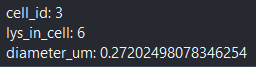 cell_id: 3
lys_in_cell: 6
diameter_um: 0.27202498078346254